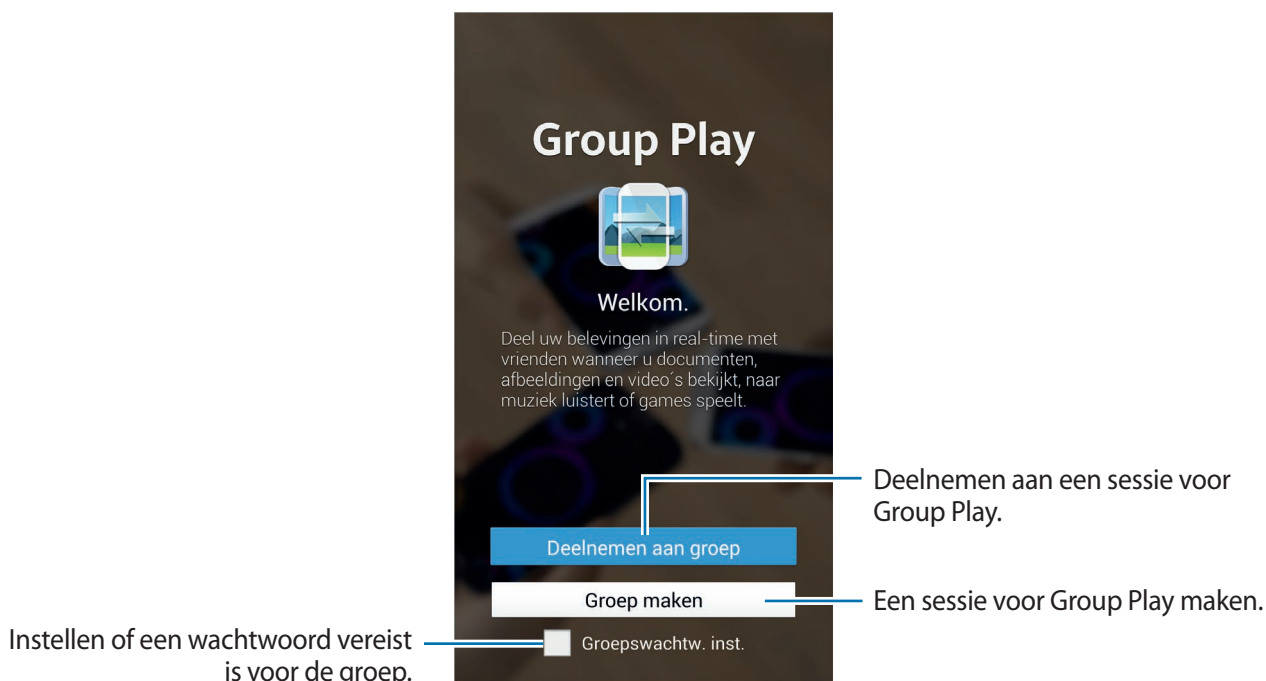 Group Play
Welkom.
Deel uw belevingen in real-time met
vrienden wanneer u documenten,
afbeeldingen en video´s bekijkt, naar
muziek luistert of games speelt.
Deelnemen aan een sessie voor
Group Play.
Deelnemen aan groep
Groep maken
Een sessie voor Group Play maken.
Instellen of een wachtwoord vereist
is voor de groep.
Groepswachtw. inst.